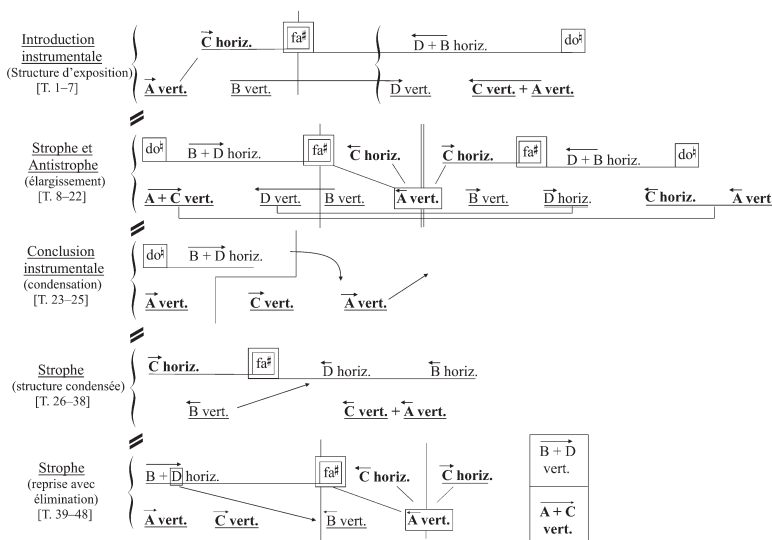 Introduction
instrumentale
(Structure d'exposition)
[T. 1–7]
C horiz. fa♯ D + B horiz. do♮
A vert. B vert. D vert. C vert. + A vert.
Strophe et
Antistrophe
(élargissement)
[T. 8–22]
do♮ B + D horiz. fa♯ C horiz. C horiz. fa♯ D + B horiz. do♮
A + C vert. D vert. B vert. A vert. B vert. D horiz. C horiz. A vert
Conclusion
instrumentale
(condensation)
[T. 23–25]
do♮ B + D horiz.
A vert. C vert. A vert.
Strophe
(structure condensée)
[T. 26–38]
C horiz. fa♯ D horiz. B horiz.
B vert. C vert. + A vert.
Strophe
(reprise avec
élimination)
[T. 39–48]
B + D horiz. fa♯ C horiz. C horiz.
A vert. C vert. B vert. A vert.
B + D
vert.
A + C
vert.